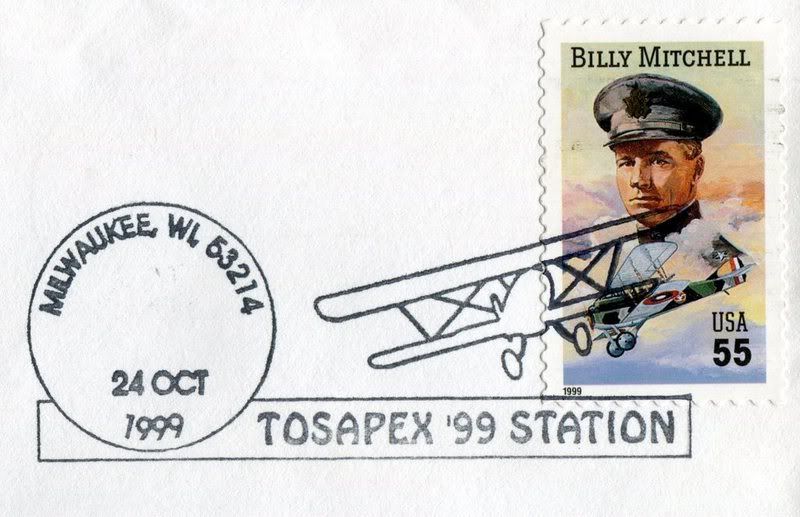 BILLY MITCHELL
USA
55
1999
MILWAUKEE, WI, 53214
24 OCT
1999
TOSAPEX '99 STATION